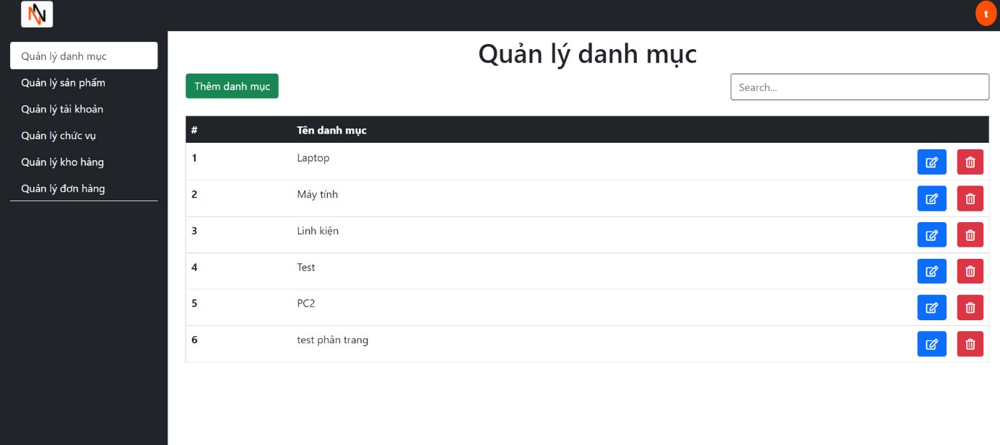 N
t
Quản lý danh mục
Quản lý sản phẩm
Quản lý tài khoản
Quản lý chức vụ
Quản lý kho hàng
Quản lý đơn hàng
Quản lý danh mục
Thêm danh mục
Search...
# Tên danh mục
1 Laptop
2 Máy tính
3 Linh kiện
4 Test
5 PC2
6 test phân trang